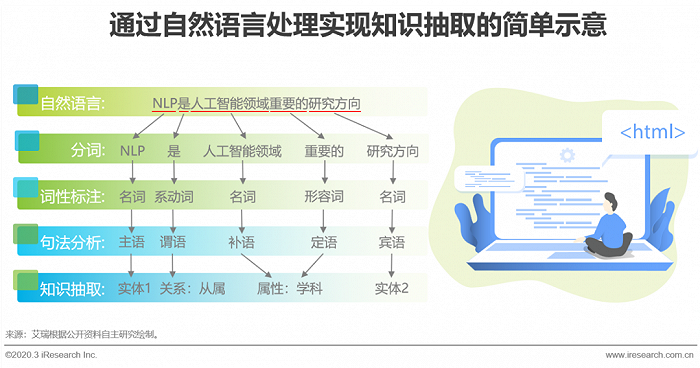 通过自然语言处理实现知识抽取的简单示意
自然语言: NLP是人工智能领域重要的研究方向
<html>
分词: NLP 是 人工智能领域 重要的 研究方向
词性标注: 名词 系动词 名词 形容词 名词
句法分析: 主语 谓语 补语 定语 宾语
知识抽取: 实体1 关系：从属 属性：学科 实体2
来源：艾瑞根据公开资料自主研究绘制。
©2020.3 iResearch Inc. www.iresearch.com.cn